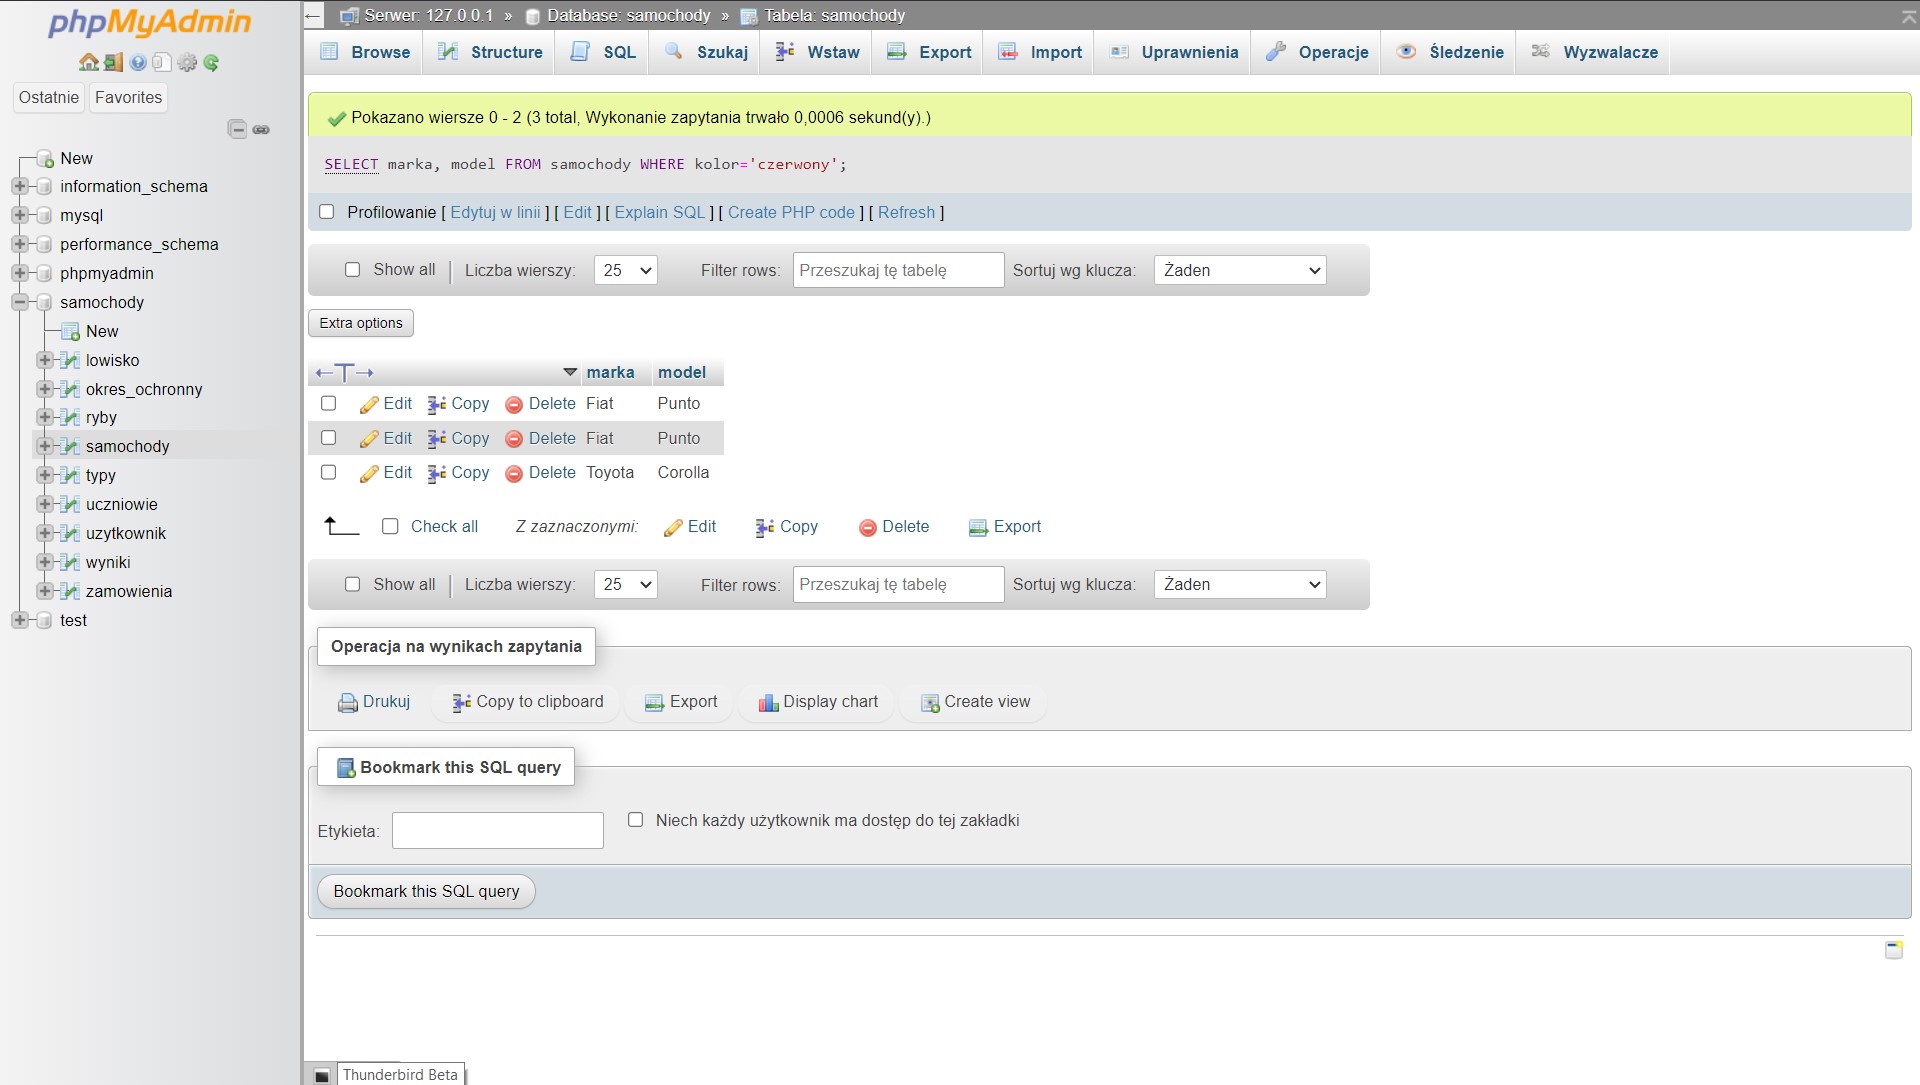 phpMyAdmin
Ostatnie Favorites
New
information_schema
mysql
performance_schema
phpmyadmin
samochody
New
lowisko
okres_ochronny
ryby
samochody
typy
uczniowie
uzytkownik
wyniki
zamowienia
test
Serwer: 127.0.0.1 » Database: samochody » Tabela: samochody
Browse Structure SQL Szukaj Wstaw Export Import Uprawnienia Operacje Śledzenie Wyzwalacze
Pokazano wiersze 0 - 2 (3 total, Wykonanie zapytania trwało 0,0006 sekund(y).)
SELECT marka, model FROM samochody WHERE kolor='czerwony';
Profilowanie [ Edytuj w linii ] [ Edit ] [ Explain SQL ] [ Create PHP code ] [ Refresh ]
Show all | Liczba wierszy: 25 Filter rows: Przeszukaj tę tabelę Sortuj wg klucza: Żaden
Extra options
←T→ marka model
Edit Copy Delete Fiat Punto
Edit Copy Delete Fiat Punto
Edit Copy Delete Toyota Corolla
Check all Z zaznaczonymi: Edit Copy Delete Export
Show all | Liczba wierszy: 25 Filter rows: Przeszukaj tę tabelę Sortuj wg klucza: Żaden
Operacja na wynikach zapytania
Drukuj Copy to clipboard Export Display chart Create view
Bookmark this SQL query
Etykieta: Niech każdy użytkownik ma dostęp do tej zakładki
Bookmark this SQL query
Thunderbird Beta